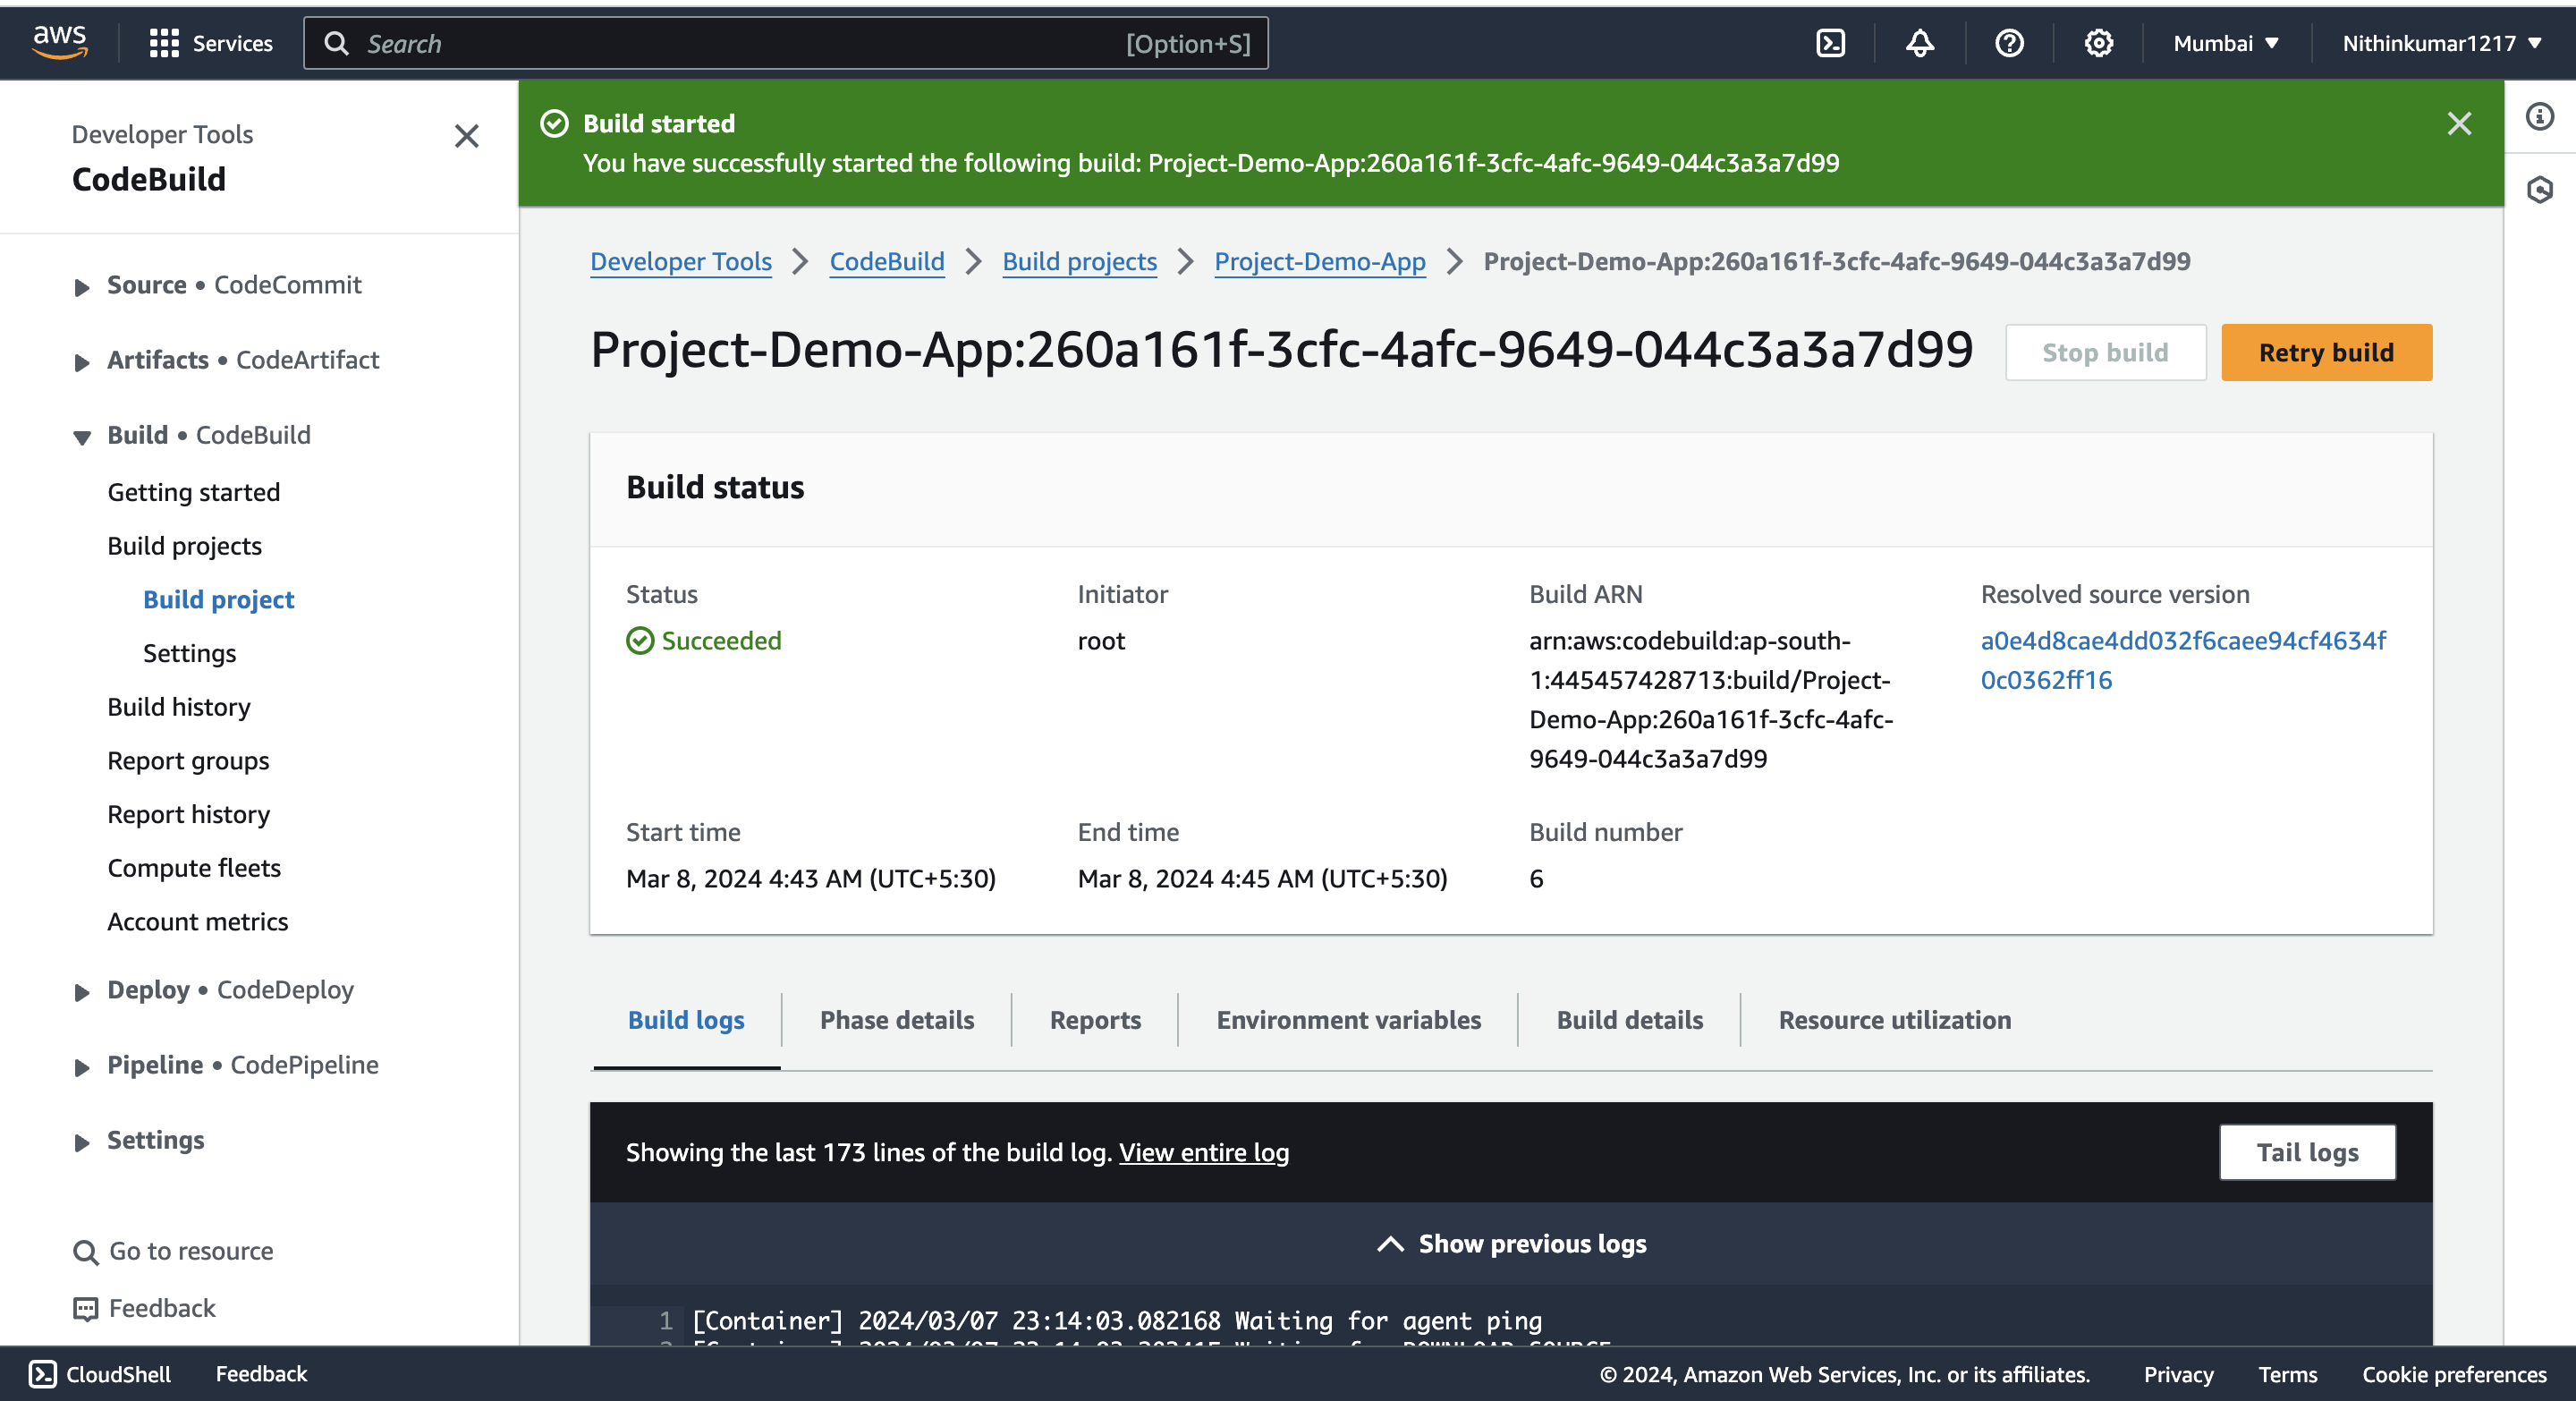 aws
Services
Search
[Option+S]
Mumbai
Nithinkumar1217
Developer Tools
CodeBuild
Source • CodeCommit
Artifacts • CodeArtifact
Build • CodeBuild
Getting started
Build projects
Build project
Settings
Build history
Report groups
Report history
Compute fleets
Account metrics
Deploy • CodeDeploy
Pipeline • CodePipeline
Settings
Go to resource
Feedback
Build started
You have successfully started the following build: Project-Demo-App:260a161f-3cfc-4afc-9649-044c3a3a7d99
Developer Tools > CodeBuild > Build projects > Project-Demo-App > Project-Demo-App:260a161f-3cfc-4afc-9649-044c3a3a7d99
Project-Demo-App:260a161f-3cfc-4afc-9649-044c3a3a7d99
Stop build
Retry build
Build status
Status
Succeeded
Initiator
root
Build ARN
arn:aws:codebuild:ap-south-
1:445457428713:build/Project-
Demo-App:260a161f-3cfc-4afc-
9649-044c3a3a7d99
Resolved source version
a0e4d8cae4dd032f6caee94cf4634f
0c0362ff16
Start time
Mar 8, 2024 4:43 AM (UTC+5:30)
End time
Mar 8, 2024 4:45 AM (UTC+5:30)
Build number
6
Build logs
Phase details
Reports
Environment variables
Build details
Resource utilization
Showing the last 173 lines of the build log. View entire log
Tail logs
Show previous logs
1 [Container] 2024/03/07 23:14:03.082168 Waiting for agent ping
CloudShell
Feedback
© 2024, Amazon Web Services, Inc. or its affiliates.
Privacy
Terms
Cookie preferences